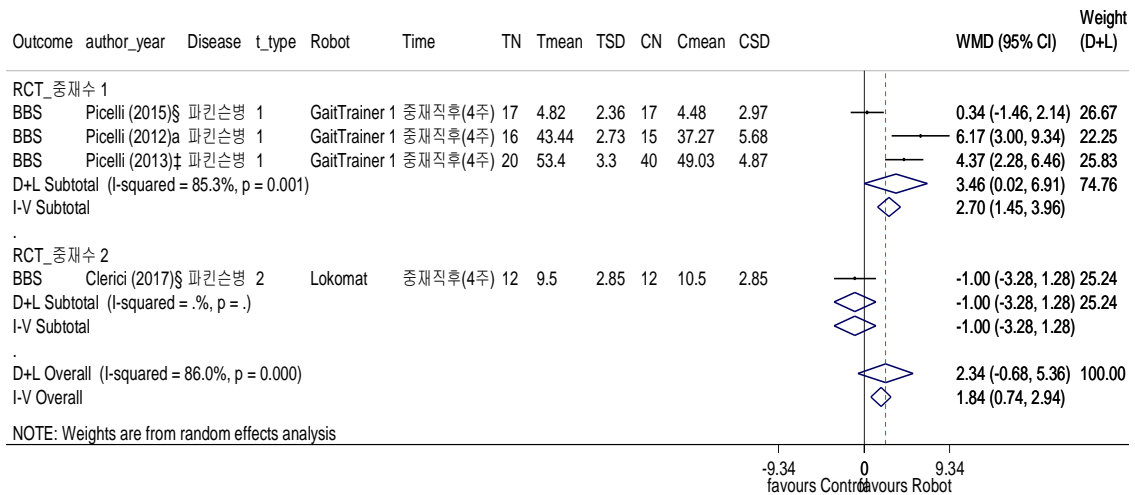 Weight
Outcome author_year Disease t_type Robot Time TN Tmean TSD CN Cmean CSD WMD (95% CI) (D+L)
RCT_중재수 1
BBS Picelli (2015)§ 파킨슨병 1 GaitTrainer 1 중재직후(4주) 17 4.82 2.36 17 4.48 2.97 0.34 (-1.46, 2.14) 26.67
BBS Picelli (2012)a 파킨슨병 1 GaitTrainer 1 중재직후(4주) 16 43.44 2.73 15 37.27 5.68 6.17 (3.00, 9.34) 22.25
BBS Picelli (2013)‡ 파킨슨병 1 GaitTrainer 1 중재직후(4주) 20 53.4 3.3 40 49.03 4.87 4.37 (2.28, 6.46) 25.83
D+L Subtotal (I-squared = 85.3%, p = 0.001) 3.46 (0.02, 6.91) 74.76
I-V Subtotal 2.70 (1.45, 3.96)
.
RCT_중재수 2
BBS Clerici (2017)§ 파킨슨병 2 Lokomat 중재직후(4주) 12 9.5 2.85 12 10.5 2.85 -1.00 (-3.28, 1.28) 25.24
D+L Subtotal (I-squared = .%, p = .) -1.00 (-3.28, 1.28) 25.24
I-V Subtotal -1.00 (-3.28, 1.28)
.
D+L Overall (I-squared = 86.0%, p = 0.000) 2.34 (-0.68, 5.36) 100.00
I-V Overall 1.84 (0.74, 2.94)
NOTE: Weights are from random effects analysis
-9.34 0 9.34
favours Control favours Robot